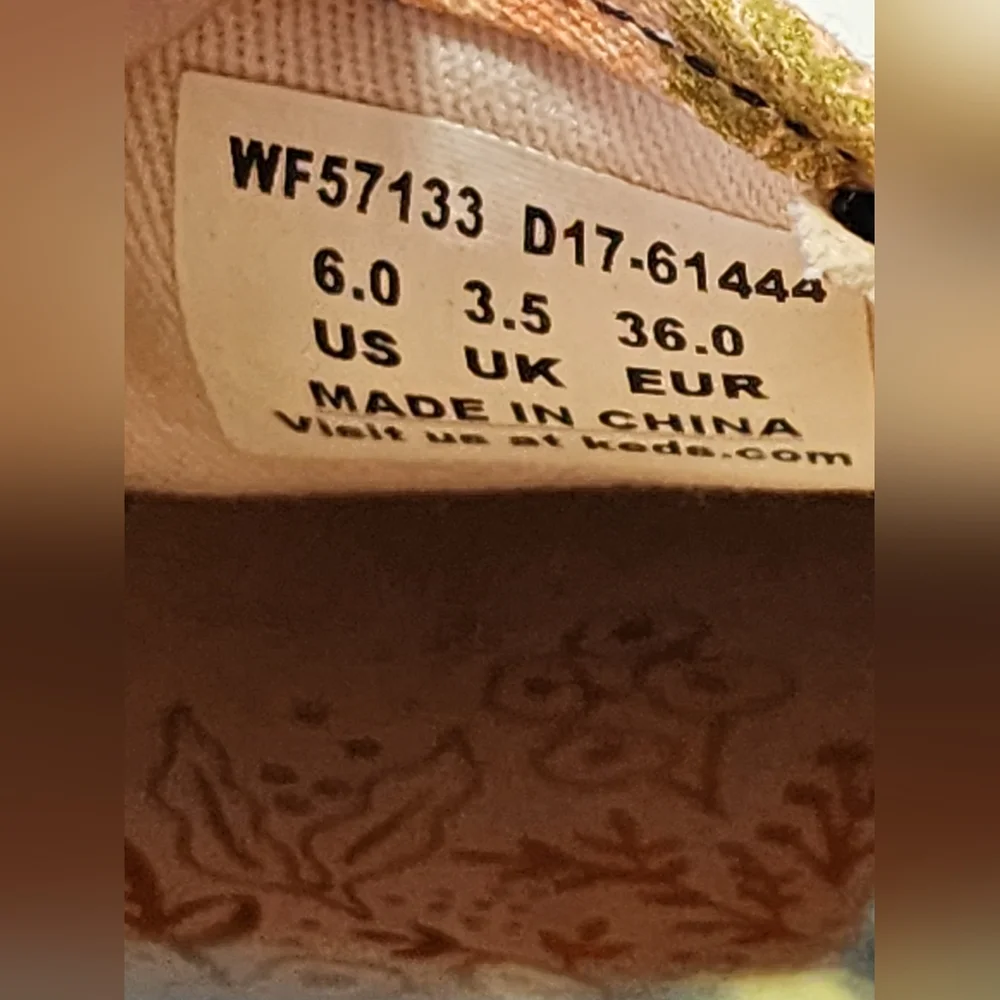 WF57133 D17-61444
6.0 3.5 36.0
US UK EUR
MADE IN CHINA
Visit us at keds.com